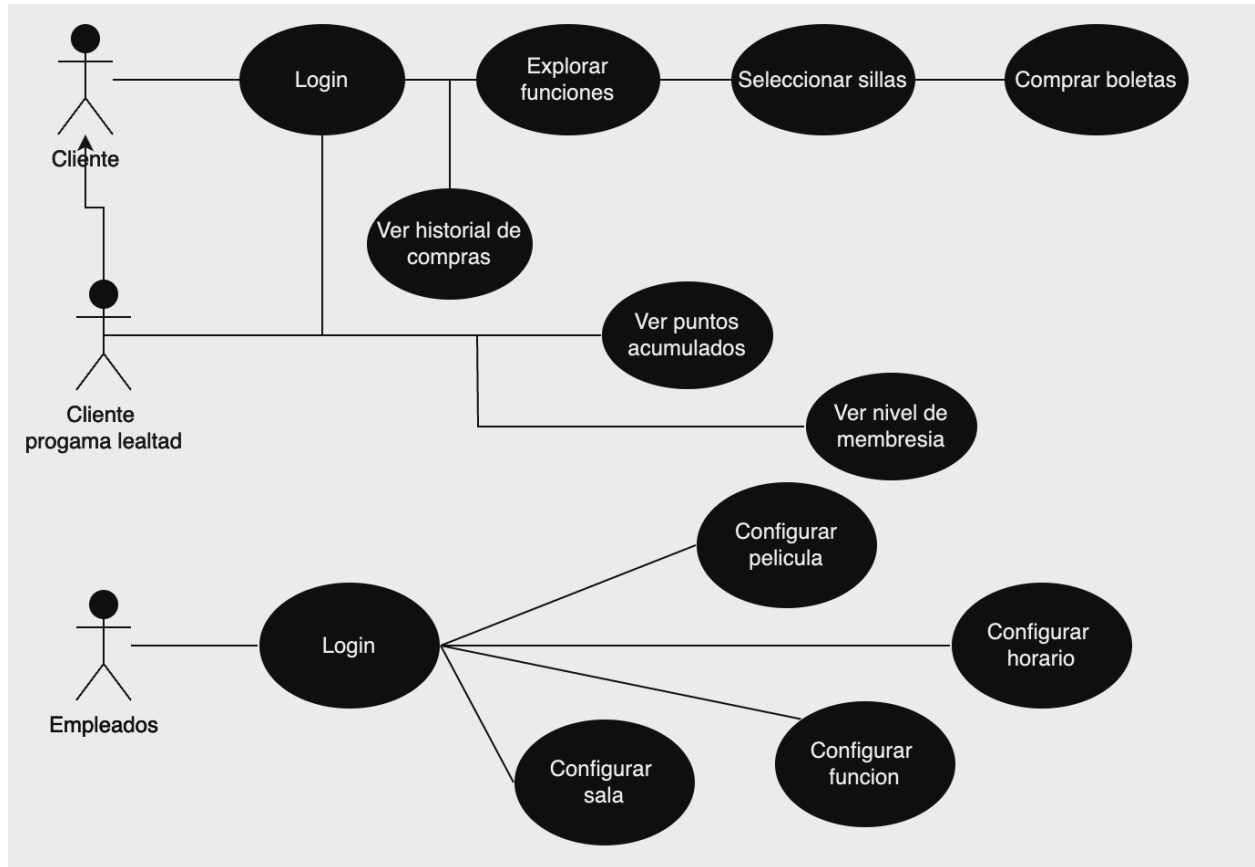 Login
Explorar
funciones
Seleccionar sillas
Comprar boletas
Cliente
Ver historial de
compras
Ver puntos
acumulados
Cliente
progama lealtad
Ver nivel de
membresia
Configurar
pelicula
Login
Configurar
horario
Empleados
Configurar
sala
Configurar
funcion